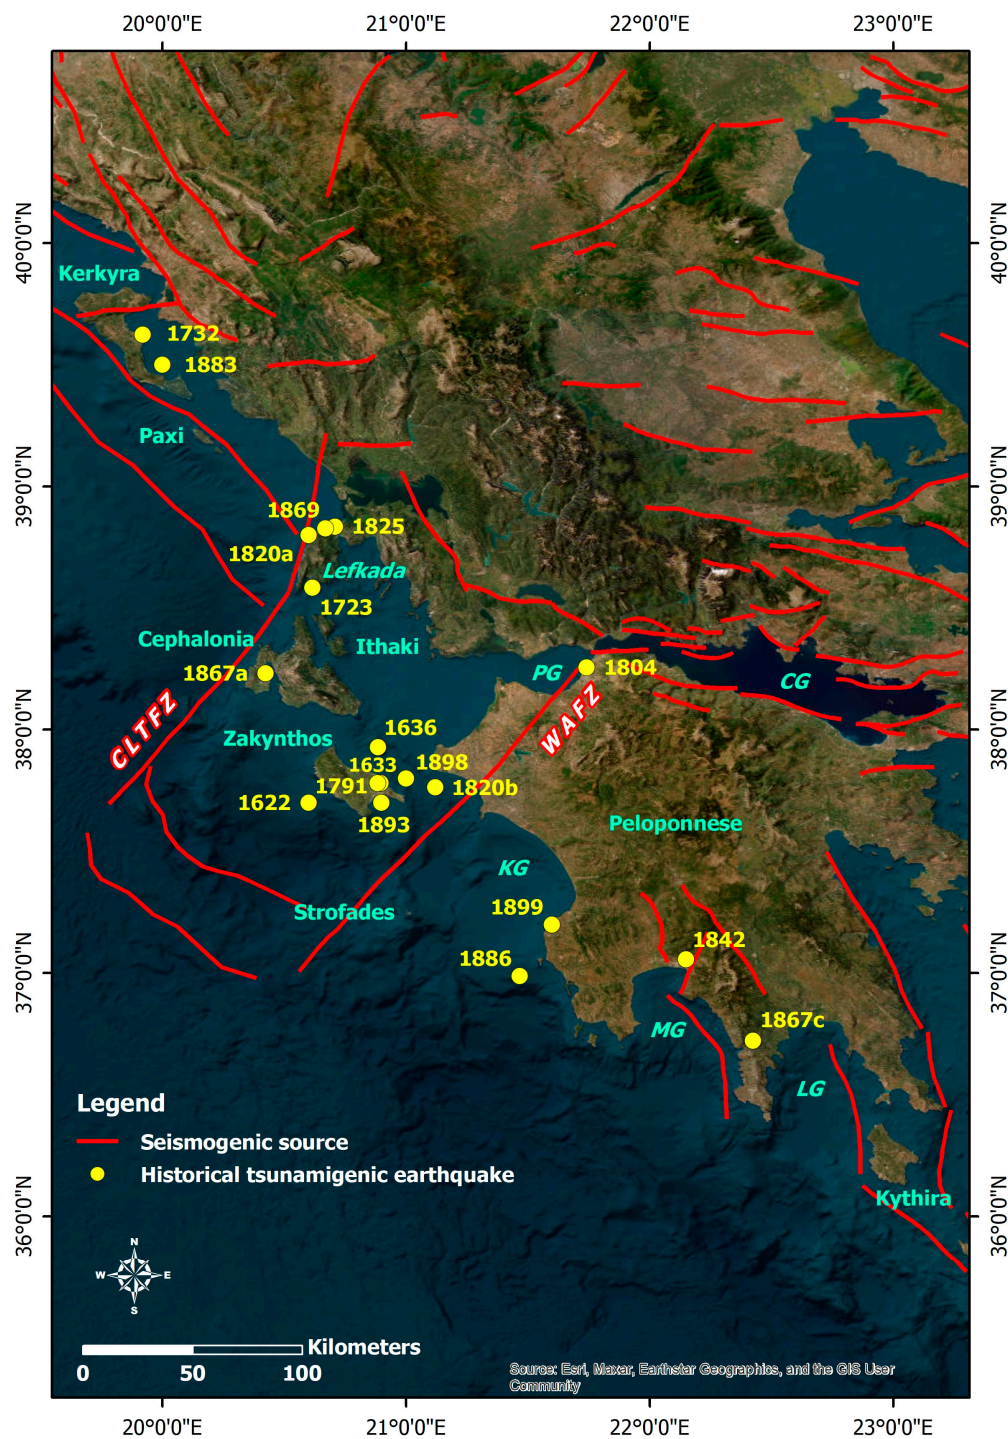 20°0'0"E 21°0'0"E 22°0'0"E 23°0'0"E
40°0'0"N 40°0'0"N
Kerkyra
1732
1883
Paxi
39°0'0"N 39°0'0"N
1869
1825
1820a
Lefkada
1723
Cephalonia
Ithaki
1867a
PG
1804
CG
CLTFZ
WAFZ
38°0'0"N 38°0'0"N
1636
Zakynthos
1898
1633
1791
1820b
1622
1893
Peloponnese
KG
1899
Strofades
1842
1886
37°0'0"N 37°0'0"N
1867c
MG
LG
Legend
Seismogenic source
Historical tsunamigenic earthquake
Kythira
36°0'0"N 36°0'0"N
N
W E
S
Kilometers
0 50 100
Source: Esri, Maxar, Earthstar Geographics, and the GIS User
Community
20°0'0"E 21°0'0"E 22°0'0"E 23°0'0"E